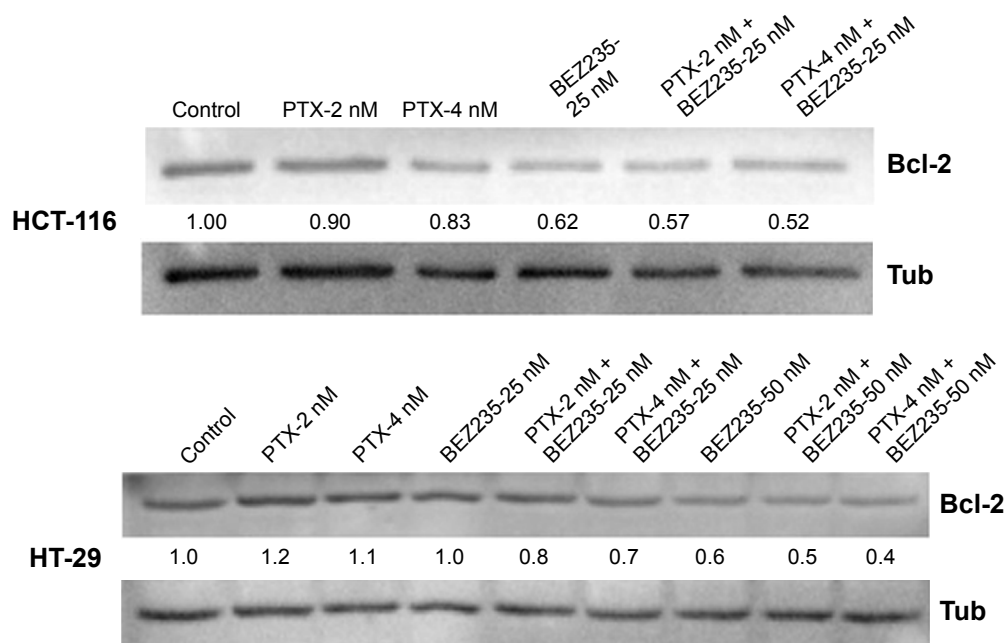 Control
PTX-2 nM
PTX-4 nM
BEZ235-
25 nM
PTX-2 nM +
BEZ235-25 nM
PTX-4 nM +
BEZ235-25 nM
Bcl-2
HCT-116
1.00 0.90 0.83 0.62 0.57 0.52
Tub
Control
PTX-2 nM
PTX-4 nM
BEZ235-25 nM
PTX-2 nM +
BEZ235-25 nM
PTX-4 nM +
BEZ235-25 nM
BEZ235-50 nM
PTX-2 nM +
BEZ235-50 nM
PTX-4 nM +
BEZ235-50 nM
Bcl-2
HT-29
1.0 1.2 1.1 1.0 0.8 0.7 0.6 0.5 0.4
Tub